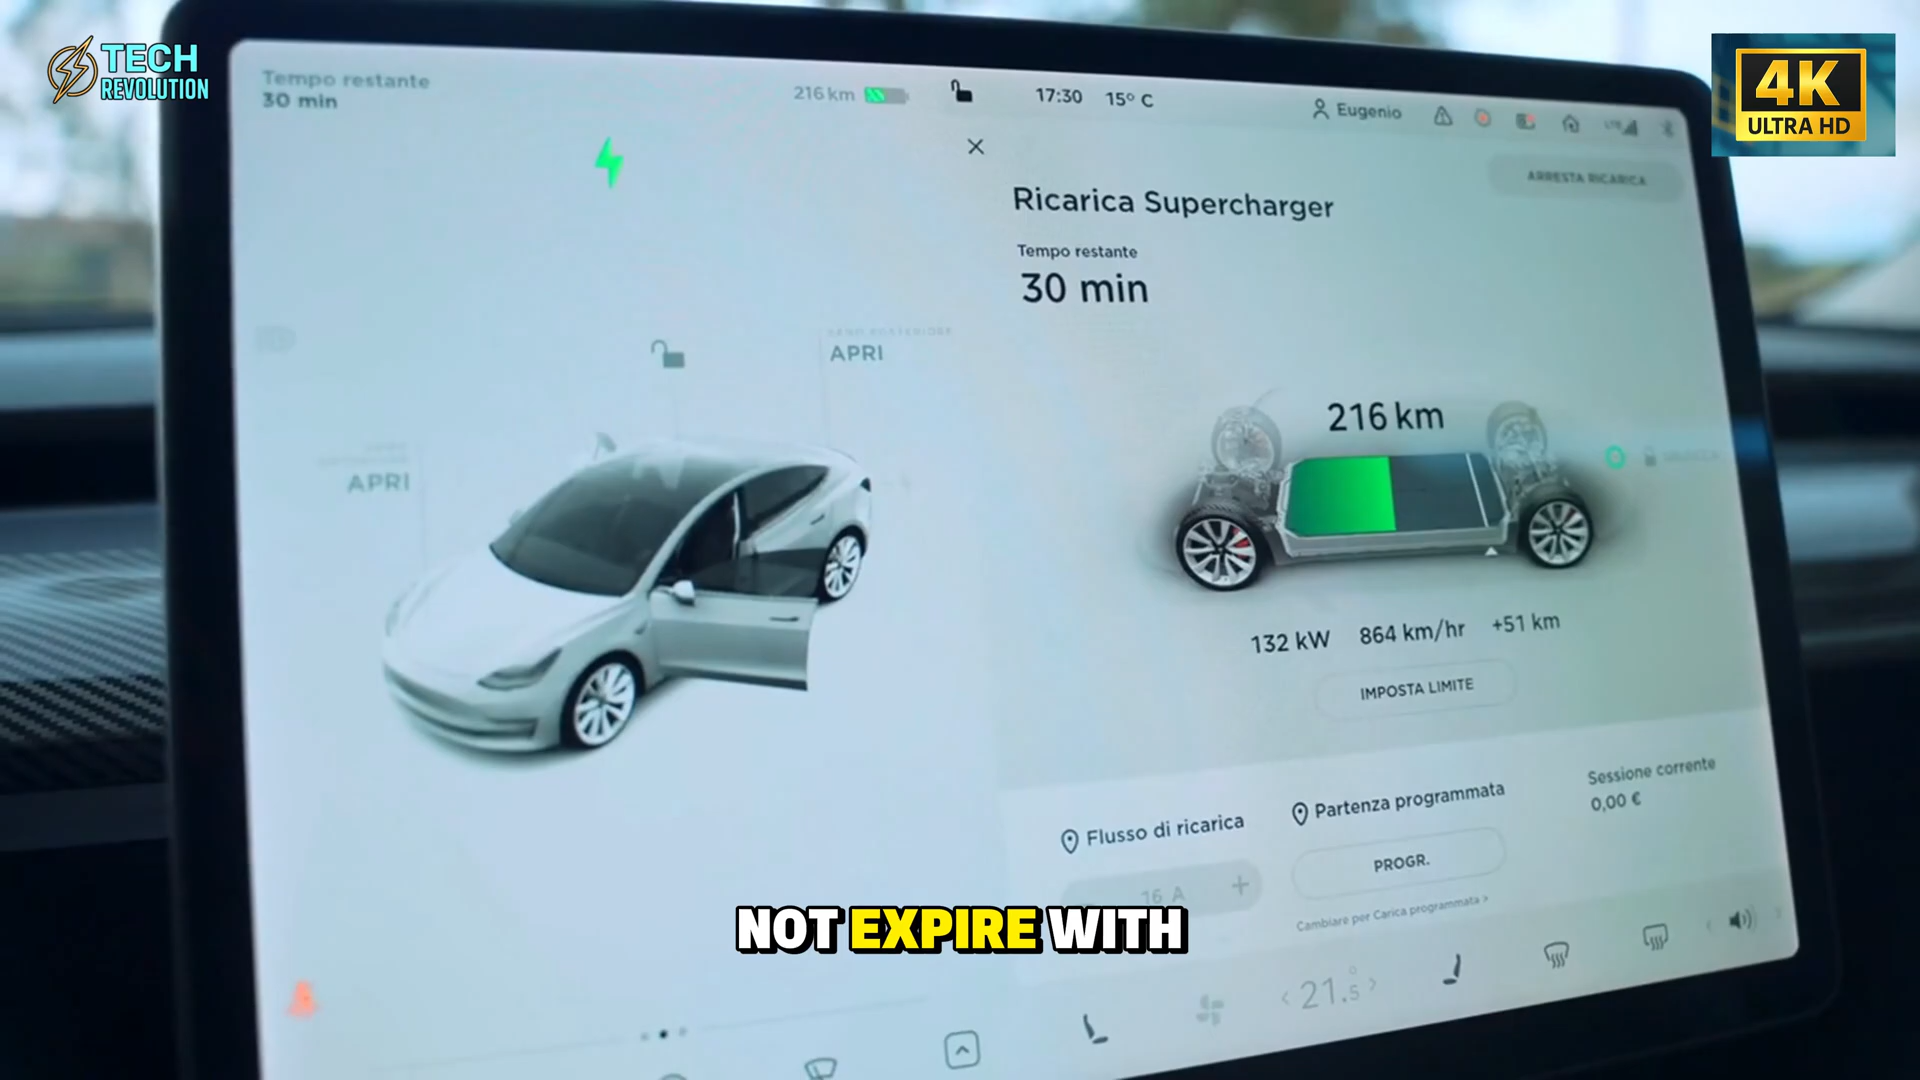 TECH
REVOLUTION
4K
ULTRA HD
Tempo restante
30 min
216 km
17:30
15° C
Eugenio
LTE
ARRESTA RICARICA
Ricarica Supercharger
Tempo restante
30 min
APRI
APRI
216 km
132 kW
864 km/hr
+51 km
IMPOSTA LIMITE
Flusso di ricarica
16 A
+
Partenza programmata
PROGR.
Cambiare per Carica programmata >
Sessione corrente
0,00 €
NOT EXPIRE WITH
< 21.5° >